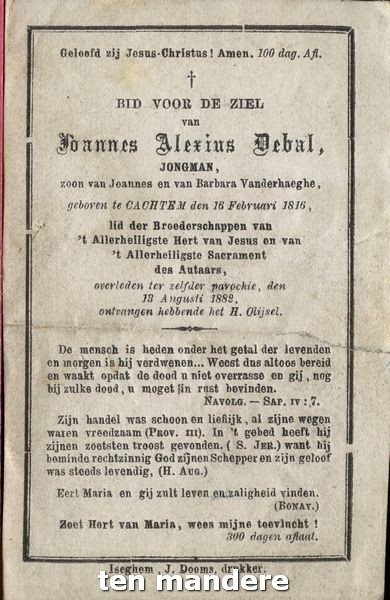 Geloofd zij Jesus-Christus! Amen. 100 dag. Afl.
†
BID VOOR DE ZIEL
van
Joannes Alexius Debal,
JONGMAN,
zoon van Joannes en van Barbara Vanderhaeghe,
geboren te CACHTEM den 16 Februari 1816,
lid der Broederschappen van
't Allerheiligste Hert van Jesus en van
't Allerheiligste Sacrament
des Autaars,
overleden ter zelfder parochie, den
13 Augusti 1882,
ontvangen hebbende het H. Olijsel.
De mensch is heden onder het getal der levenden
en morgen is hij verdwenen... Weest dus altoos bereid
en waakt opdat de dood u niet overrasse en gij, nog
bij zulke dood, u moget in rust bevinden.
NAVOLG. — SAP. IV : 7.
Zijn handel was schoon en lieflijk, al zijne wegen
waren vreedzaam (PROV. III). In 't gebed heeft hij
zijnen zoetsten troost gevonden. ( S. JER.) want hij
beminde rechtzinnig God zijnen Schepper en zijn geloof
was steeds levendig, (H. AUG.)
Eert Maria en gij zult leven en zaligheid vinden.
(BONAV.)
Zoet Hert van Maria, wees mijne toevlucht !
300 dagen aflaat.
Iseghem, J. Dooms, drukker.
ten mandere